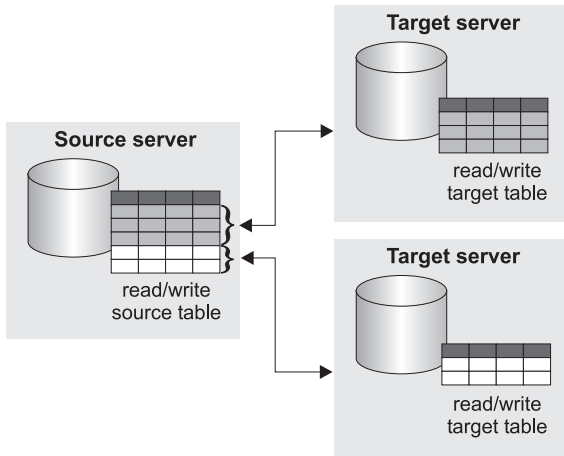 Source server
read/write
source table
Target server
read/write
target table
Target server
read/write
target table